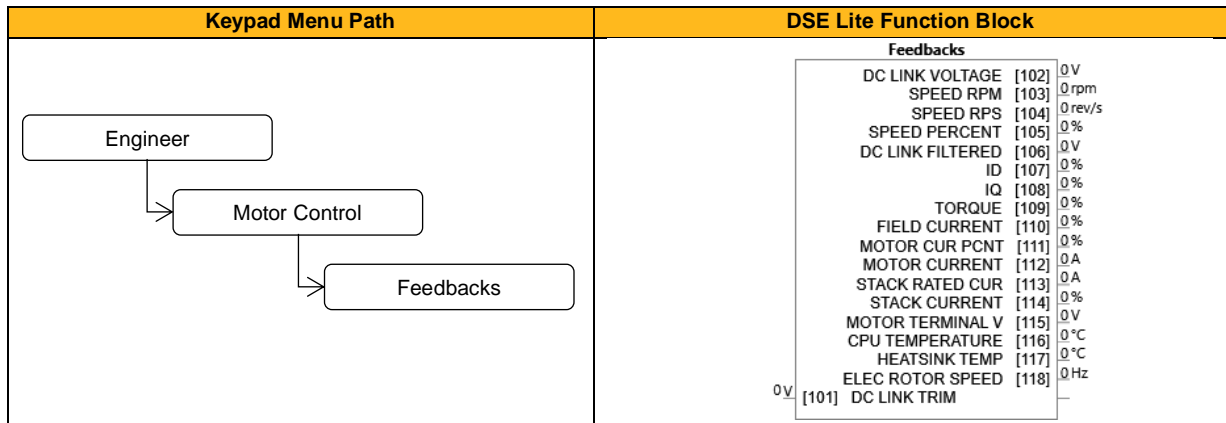 Keypad Menu Path
DSE Lite Function Block
Engineer
Motor Control
Feedbacks
Feedbacks
DC LINK VOLTAGE [102] 0 V
SPEED RPM [103] 0 rpm
SPEED RPS [104] 0 rev/s
SPEED PERCENT [105] 0 %
DC LINK FILTERED [106] 0 V
ID [107] 0 %
IQ [108] 0 %
TORQUE [109] 0 %
FIELD CURRENT [110] 0 %
MOTOR CUR PCNT [111] 0 %
MOTOR CURRENT [112] 0 A
STACK RATED CUR [113] 0 A
STACK CURRENT [114] 0 %
MOTOR TERMINAL V [115] 0 V
CPU TEMPERATURE [116] 0 °C
HEATSINK TEMP [117] 0 °C
ELEC ROTOR SPEED [118] 0 Hz
0 V [101] DC LINK TRIM